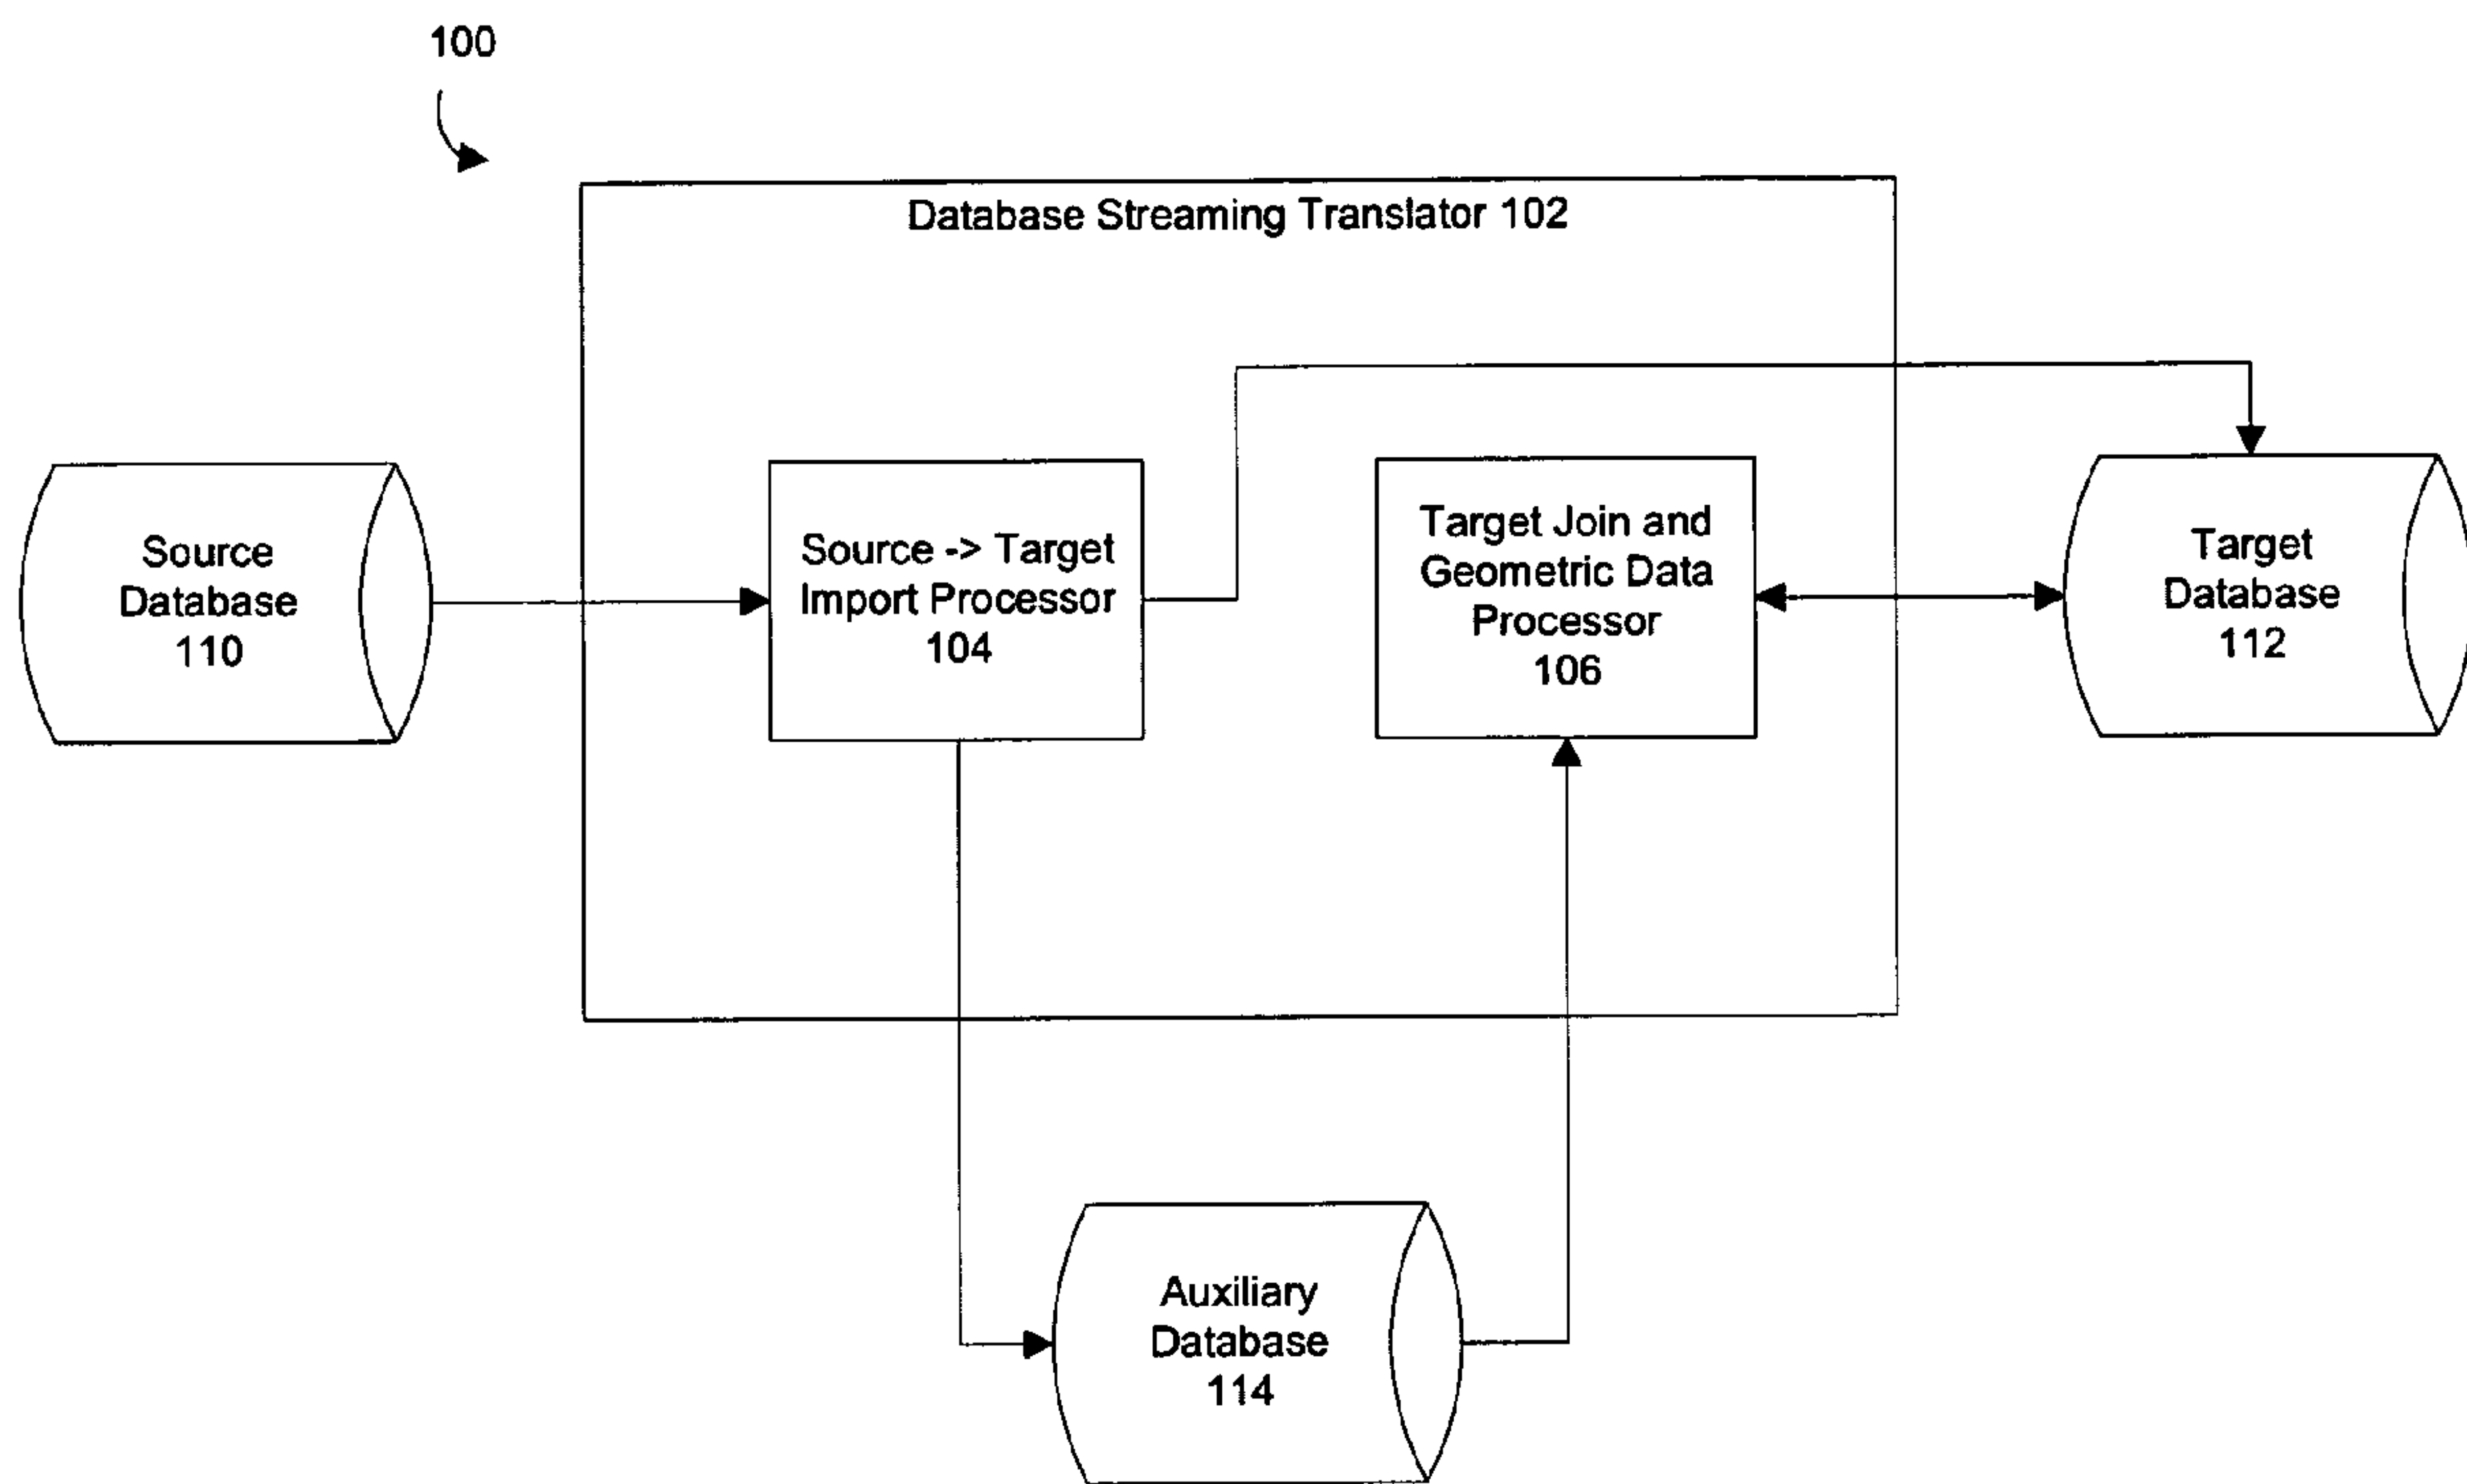 100
Database Streaming Translator 102
Source
Database
110
Source -> Target
Import Processor
104
Target Join and
Geometric Data
Processor
106
Target
Database
112
Auxiliary
Database
114